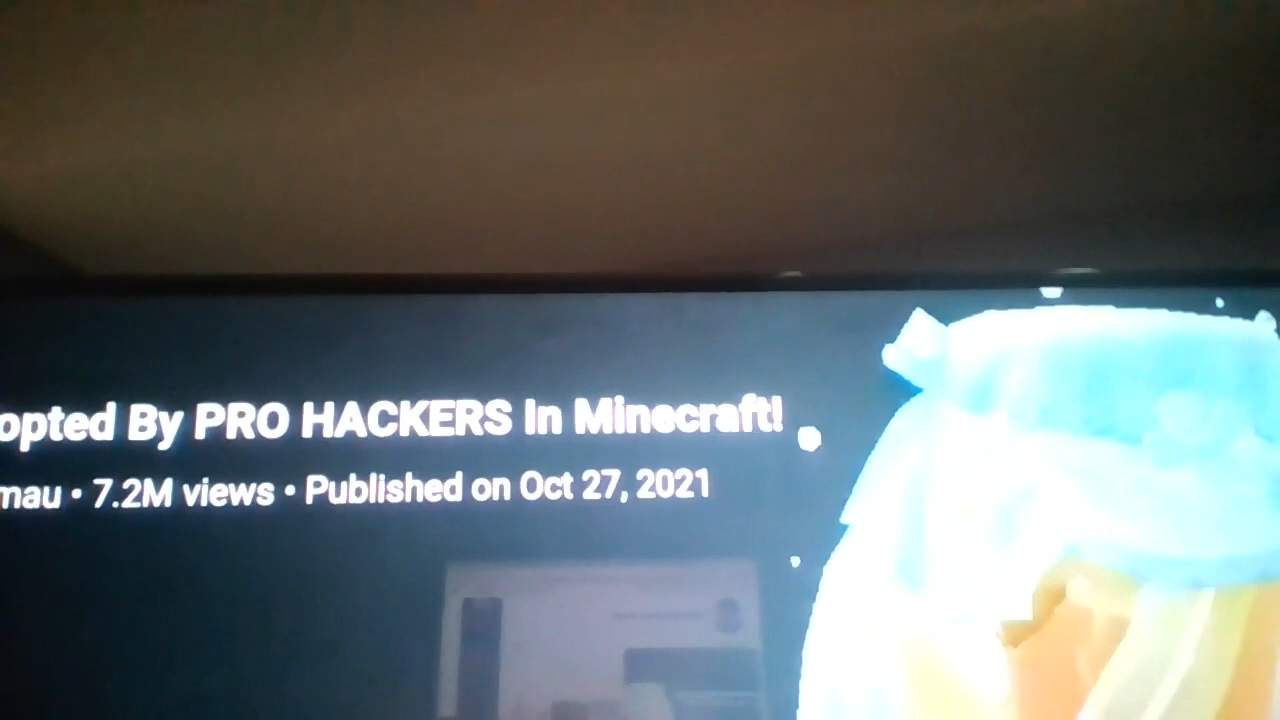 opted By PRO HACKERS In Minecraft!
mau • 7.2M views • Published on Oct 27, 2021